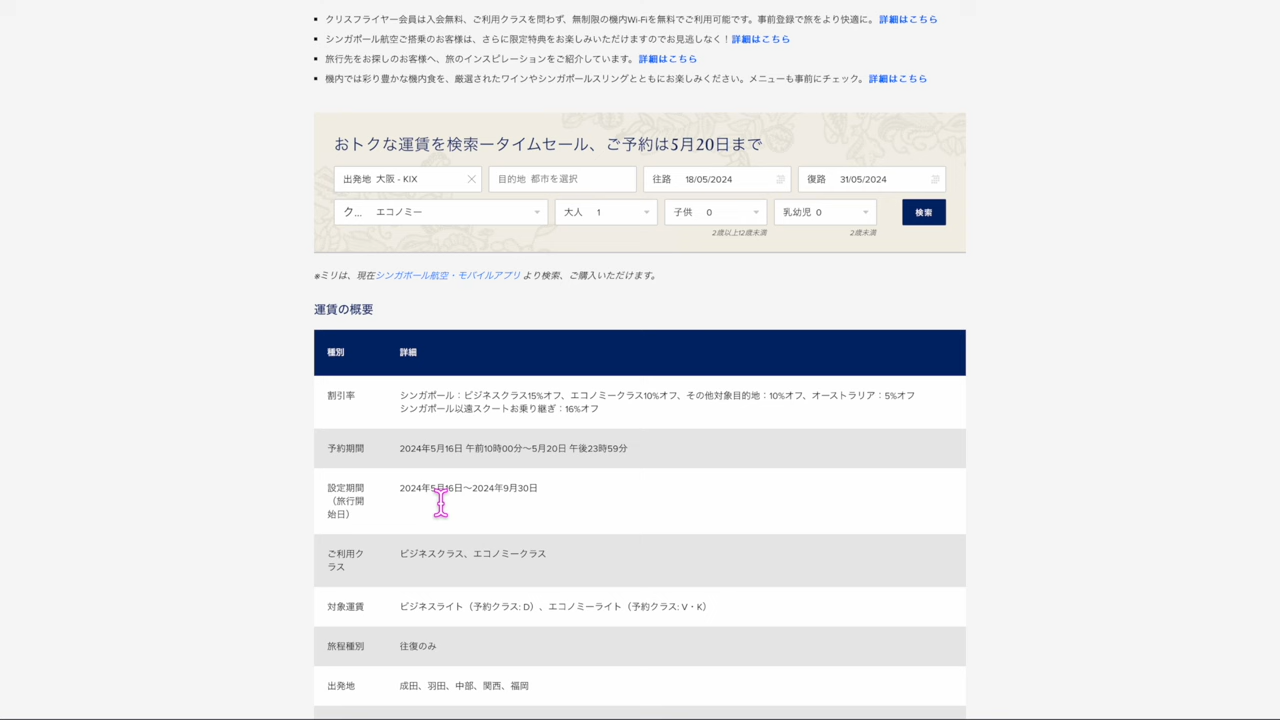 クリスフライヤー会員は入会無料、ご利用クラスを問わず、無制限の機内Wi-Fiを無料でご利用可能です。事前登録で旅をより快適に。 詳細はこちら
シンガポール航空ご搭乗のお客様は、さらに限定特典をお楽しみいただけますのでお見逃しなく！詳細はこちら
旅行先をお探しのお客様へ、旅のインスピレーションをご紹介しています。詳細はこちら
機内では彩り豊かな機内食を、厳選されたワインやシンガポールスリングとともにお楽しみください。メニューも事前にチェック。 詳細はこちら
おトクな運賃を検索ータイムセール、ご予約は5月20日まで
出発地 大阪 - KIX 目的地 都市を選択 往路 18/05/2024 復路 31/05/2024
ク... エコノミー 大人 1 子供 0 乳幼児 0 検索
2歳以上12歳未満 2歳未満
※ミリは、現在シンガポール航空・モバイルアプリ より検索、ご購入いただけます。
運賃の概要
種別 詳細
割引率 シンガポール：ビジネスクラス15%オフ、エコノミークラス10%オフ、その他対象目的地：10%オフ、オーストラリア：5%オフ
シンガポール以遠スクートお乗り継ぎ：16%オフ
予約期間 2024年5月16日 午前10時00分〜5月20日 午後23時59分
設定期間 2024年5月16日〜2024年9月30日
（旅行開
始日）
ご利用ク ビジネスクラス、エコノミークラス
ラス
対象運賃 ビジネスライト（予約クラス: D）、エコノミーライト（予約クラス: V・K）
旅程種別 往復のみ
出発地 成田、羽田、中部、関西、福岡